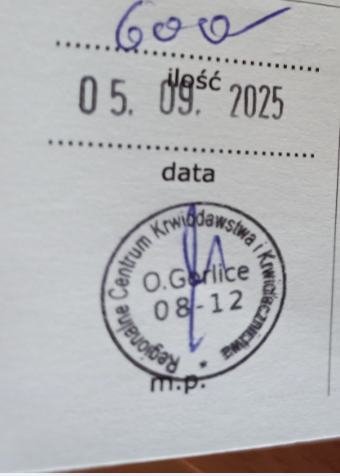 600
ilość
05. 09. 2025
data
Regionalne Centrum Krwiodawstwa i Krwiolecznictwa *
O.Gorlice
08-12
m.p.